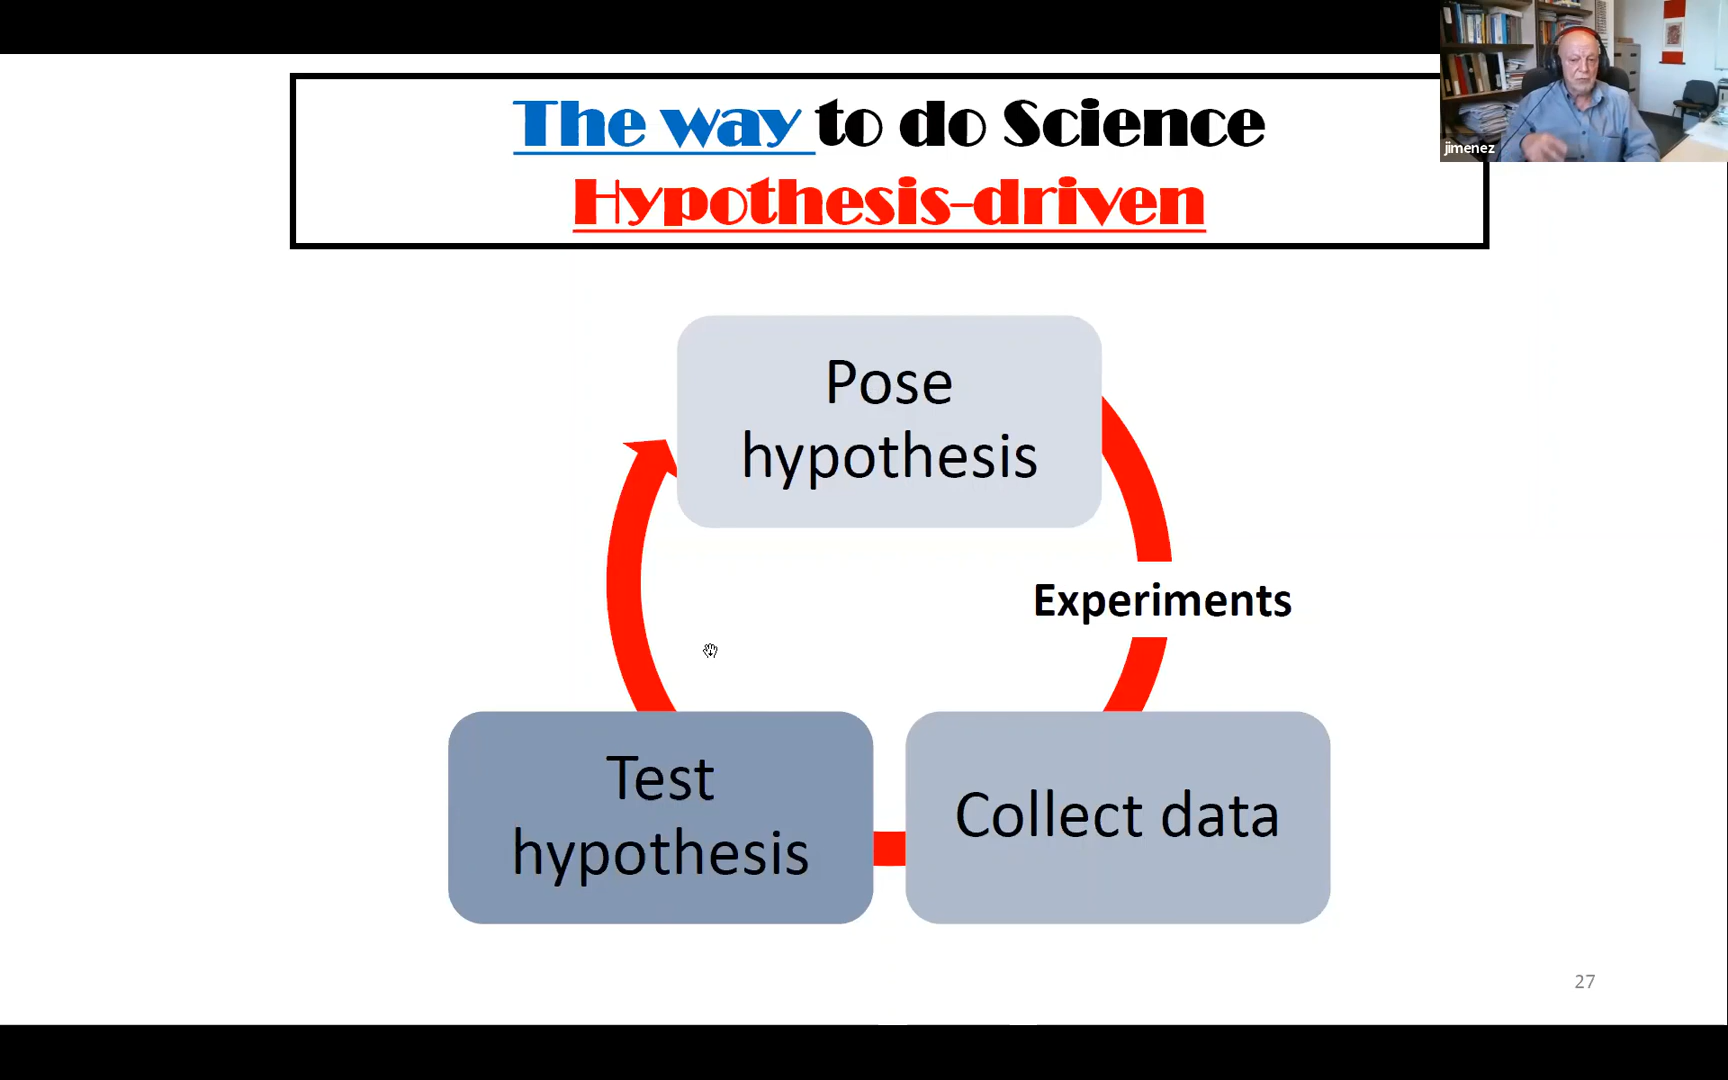 The way to do Science
Hypothesis-driven
jimenez
Pose
hypothesis
Experiments
Test
hypothesis
Collect data
27